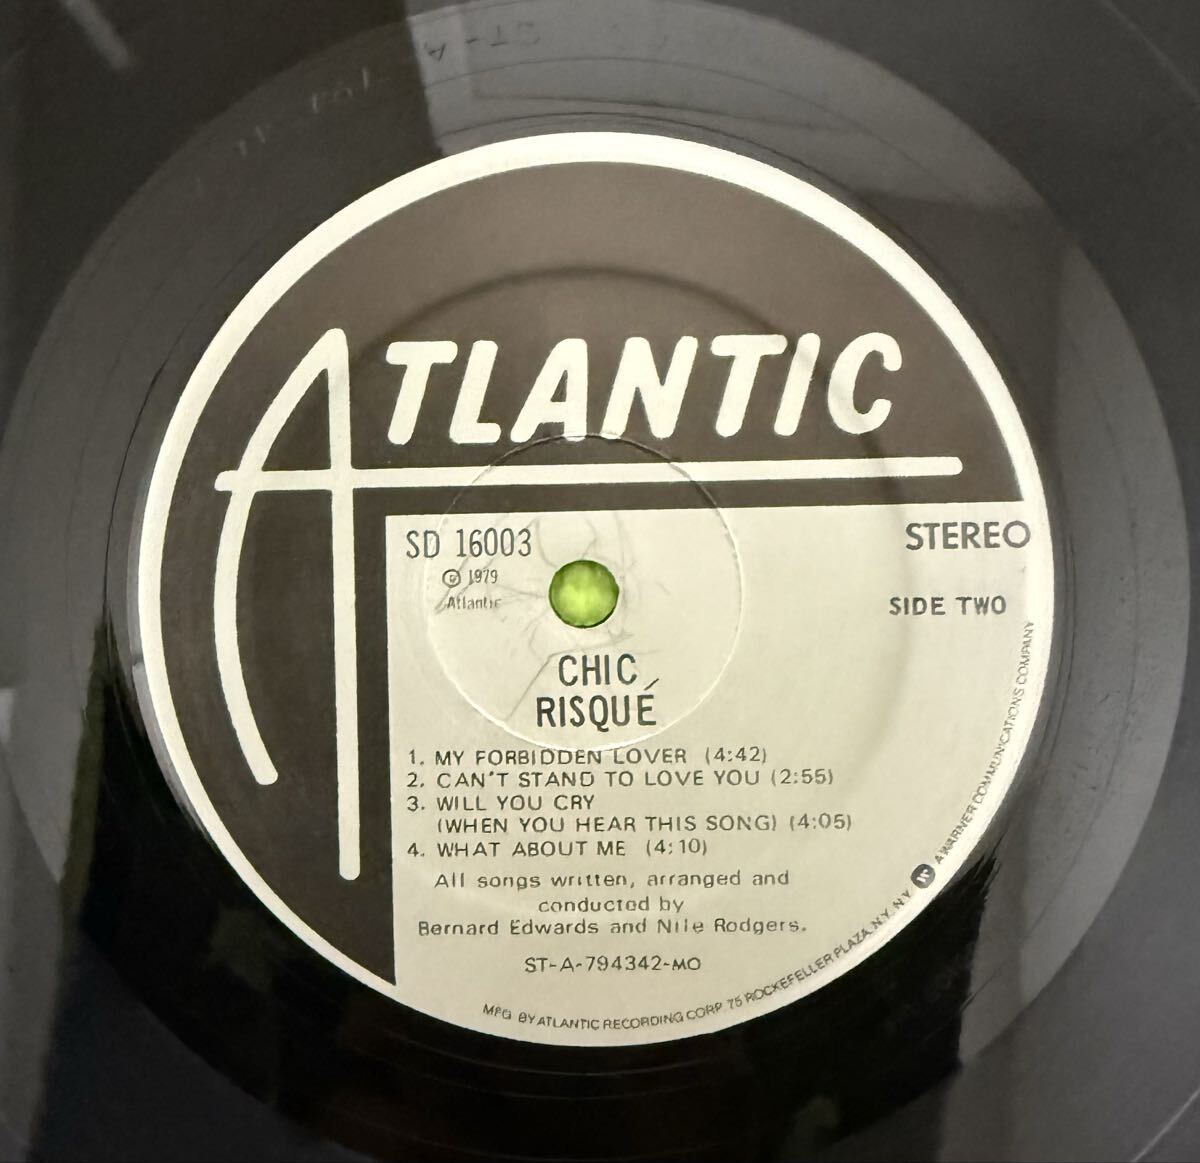 ATLANTIC
SD 16003
STEREO
℗ 1979
Atlantic
SIDE TWO
CHIC
RISQUÉ
1. MY FORBIDDEN LOVER (4:42)
2. CAN'T STAND TO LOVE YOU (2:55)
3. WILL YOU CRY
(WHEN YOU HEAR THIS SONG) (4:05)
4. WHAT ABOUT ME (4:10)
All songs written, arranged and
conducted by
Bernard Edwards and Nile Rodgers.
ST-A-794342-MO
MFG BY ATLANTIC RECORDING CORP 75 ROCKEFELLER PLAZA, N.Y. N.Y. A WARNER COMMUNICATIONS COMPANY